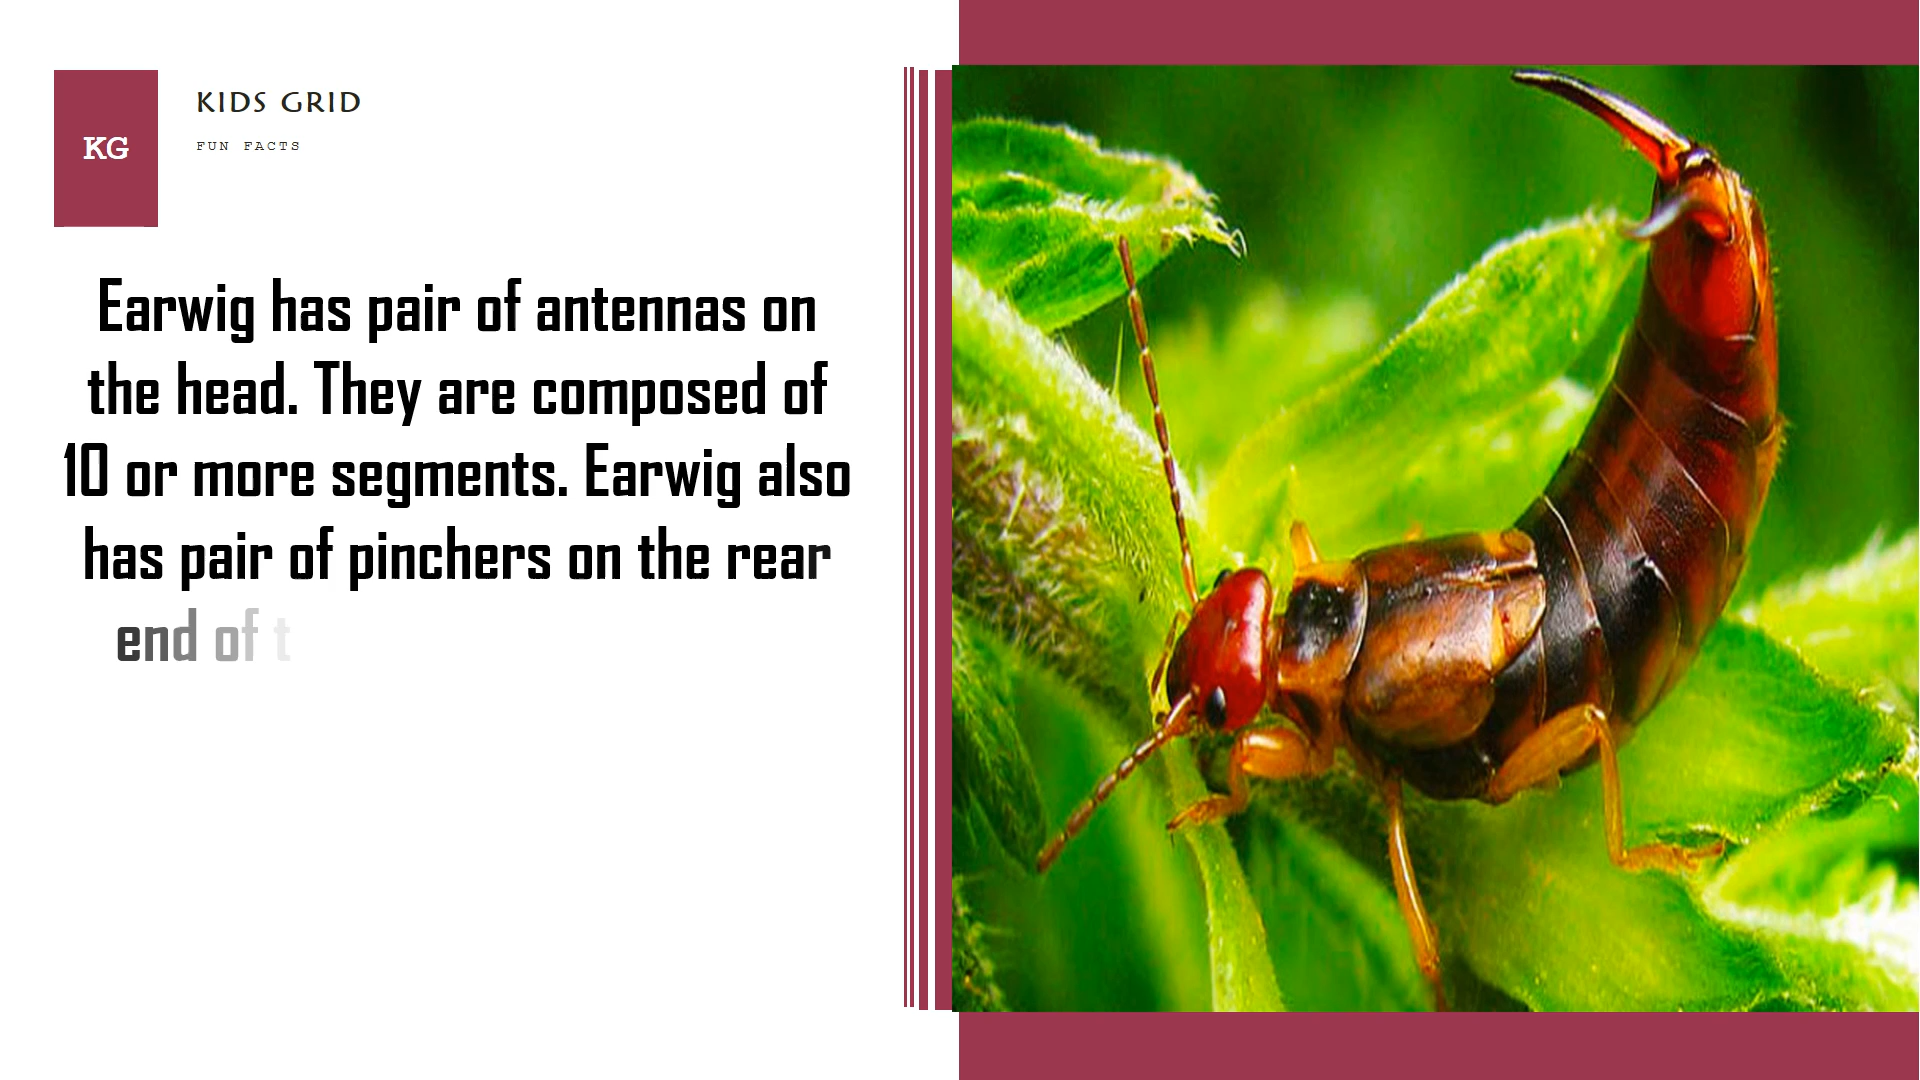 KG
KIDS GRID
FUN FACTS
Earwig has pair of antennas on
the head. They are composed of
10 or more segments. Earwig also
has pair of pinchers on the rear
end of t